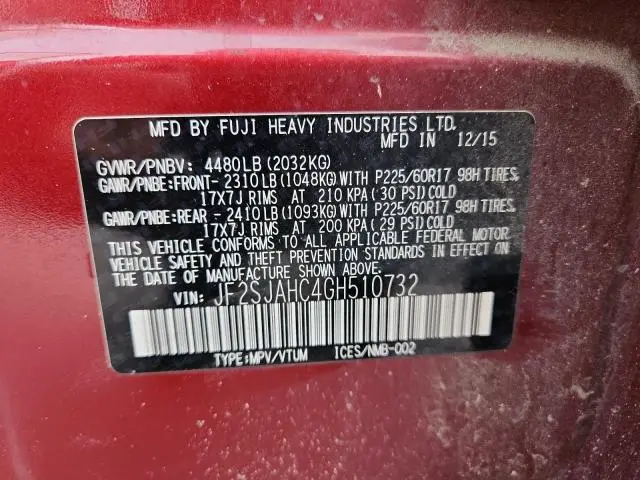 MFD BY FUJI HEAVY INDUSTRIES LTD.
MFD IN 12/15
GVWR/PNBV: 4480LB(2032KG)
GAWR/PNBE:FRONT- 2310LB(1048KG)WITH P225/60R17 98H TIRES,
17X7J RIMS AT 210 KPA(30 PSI)COLD
GAWR/PNBE:REAR - 2410LB(1093KG)WITH P225/60R17 98H TIRES,
17X7J RIMS AT 200 KPA(29 PSI)COLD
THIS VEHICLE CONFORMS TO ALL APPLICABLE FEDERAL MOTOR
VEHICLE SAFETY AND THEFT PREVENTION STANDARDS IN EFFECT ON
THE DATE OF MANUFACTURE SHOWN ABOVE.
VIN: JF2SJAHC4GH510732
TYPE:MPV/VTUM ICES/NMB-002